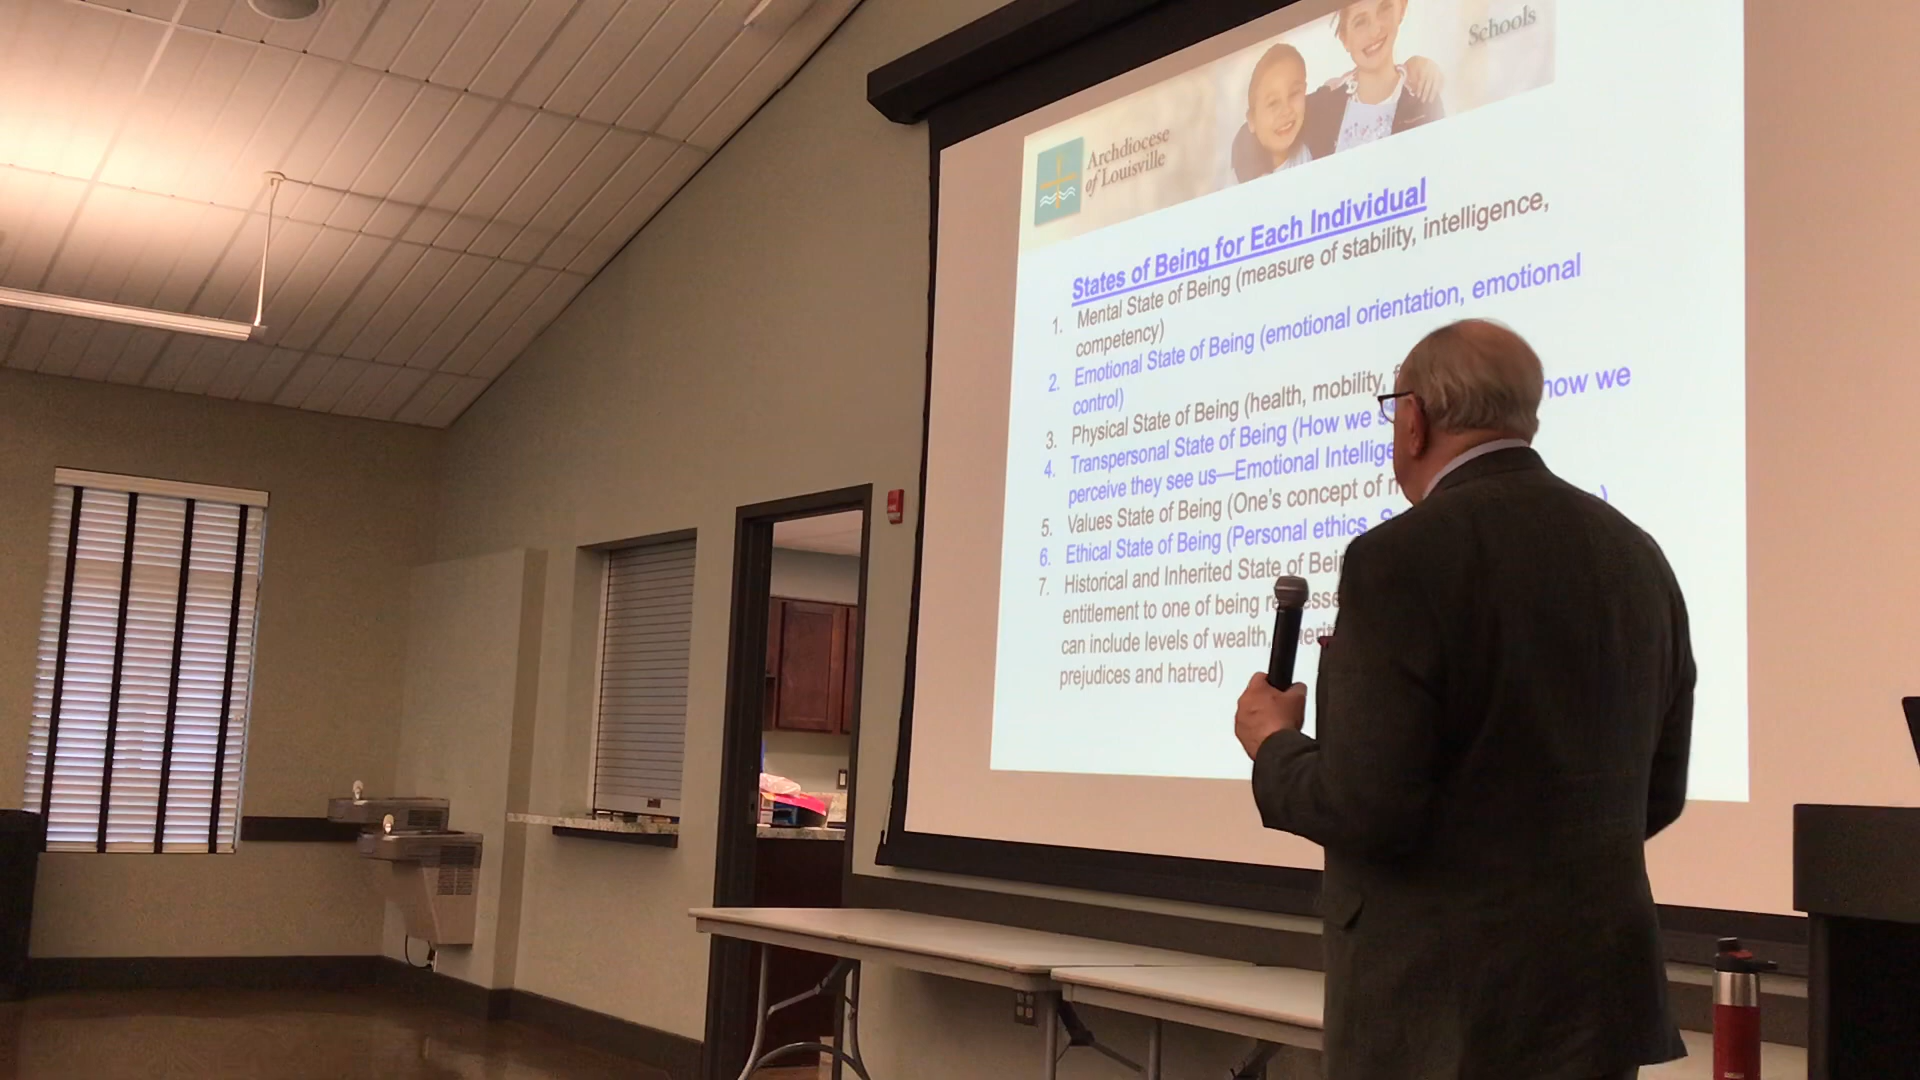 Schools
Archdiocese
of Louisville
States of Being for Each Individual
1. Mental State of Being (measure of stability, intelligence,
competency)
2. Emotional State of Being (emotional orientation, emotional
control)
3. Physical State of Being (health, mobility,
4. Transpersonal State of Being (How we how we
perceive they see us—Emotional
5. Values State of Being (One's concept of
6. Ethical State of Being (Personal ethics, )
7. Historical and Inherited State of
entitlement to one of being
can include levels of wealth,
prejudices and hatred)